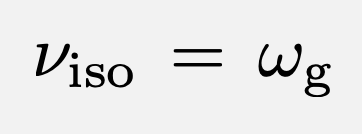 ν_iso = ω_g